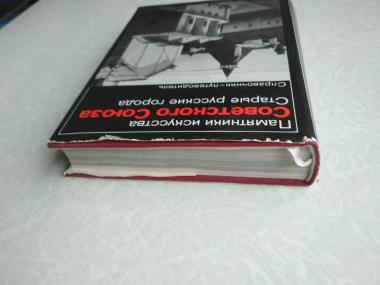 Памятники искусства
Советского Союза
Старые русские города
Справочник-путеводитель